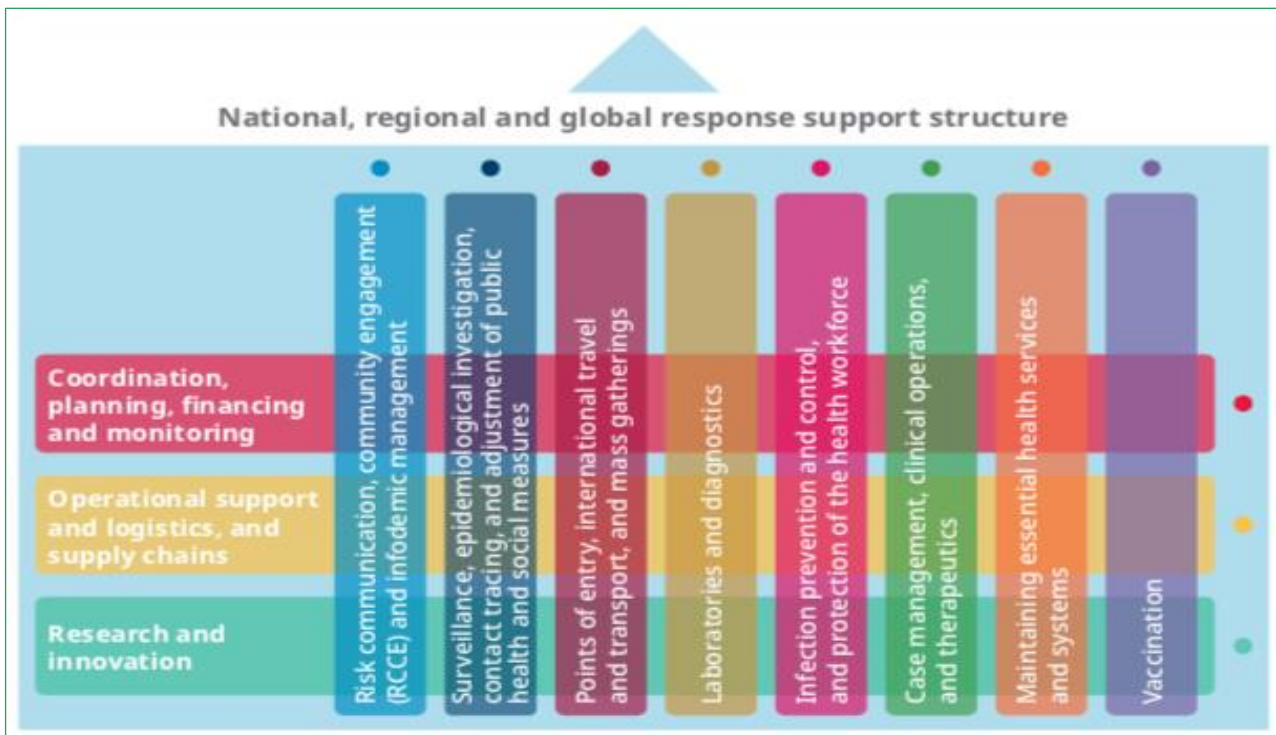 National, regional and global response support structure
Coordination,
planning, financing
and monitoring
Operational support
and logistics, and
supply chains
Research and
innovation
Risk communication, community engagement
(RCCE) and infodemic management
Surveillance, epidemiological investigation,
contact tracing, and adjustment of public
health and social measures
Points of entry, international travel
and transport, and mass gatherings
Laboratories and diagnostics
Infection prevention and control,
and protection of the health workforce
Case management, clinical operations,
and therapeutics
Maintaining essential health services
and systems
Vaccination